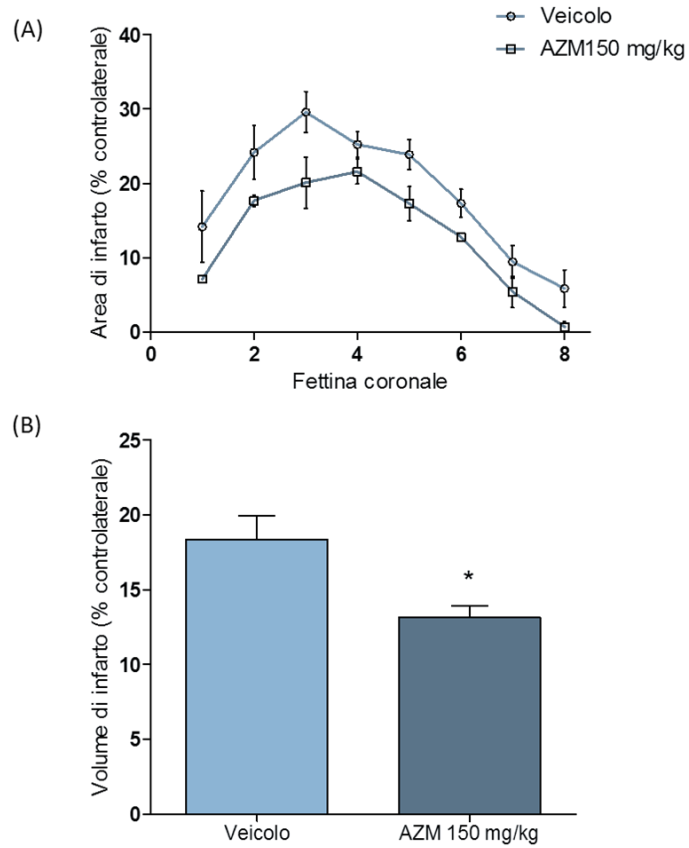 (A)
Veicolo
AZM150 mg/kg
Area di infarto (% controlaterale)
40
30
20
10
0
0 2 4 6 8
Fettina coronale
(B)
Volume di infarto (% controlaterale)
25
20
15
10
5
0
*
Veicolo AZM 150 mg/kg